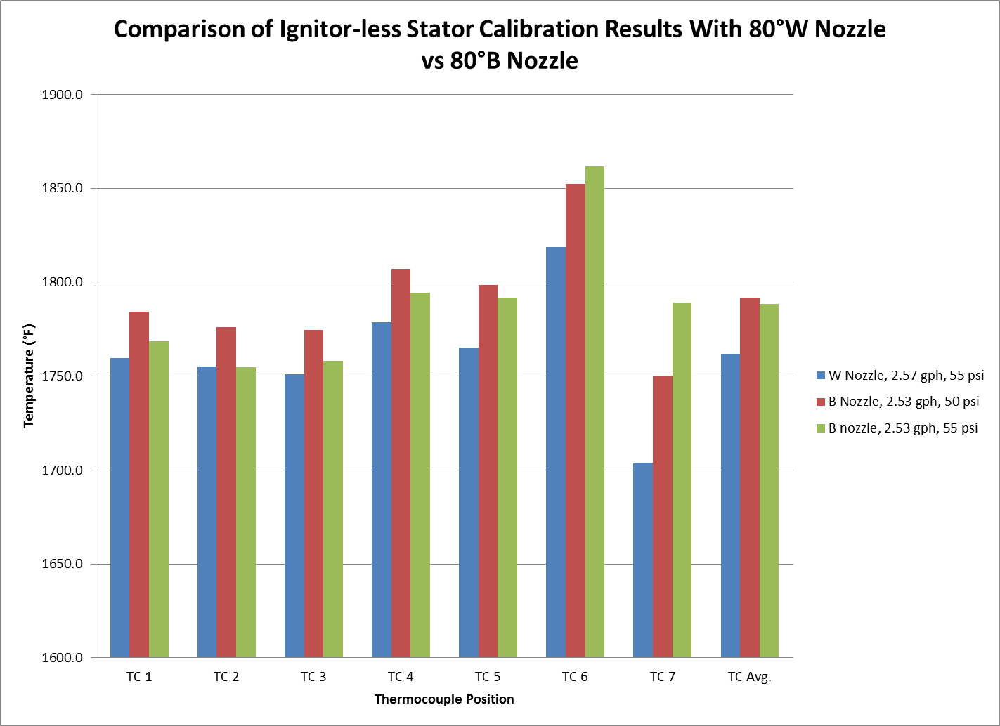 Comparison of Ignitor-less Stator Calibration Results With 80°W Nozzle
vs 80°B Nozzle
1900.0
1850.0
1800.0
1750.0
1700.0
1650.0
1600.0
Temperature (°F)
TC 1
TC 2
TC 3
TC 4
TC 5
TC 6
TC 7
TC Avg.
Thermocouple Position
W Nozzle, 2.57 gph, 55 psi
B Nozzle, 2.53 gph, 50 psi
B nozzle, 2.53 gph, 55 psi